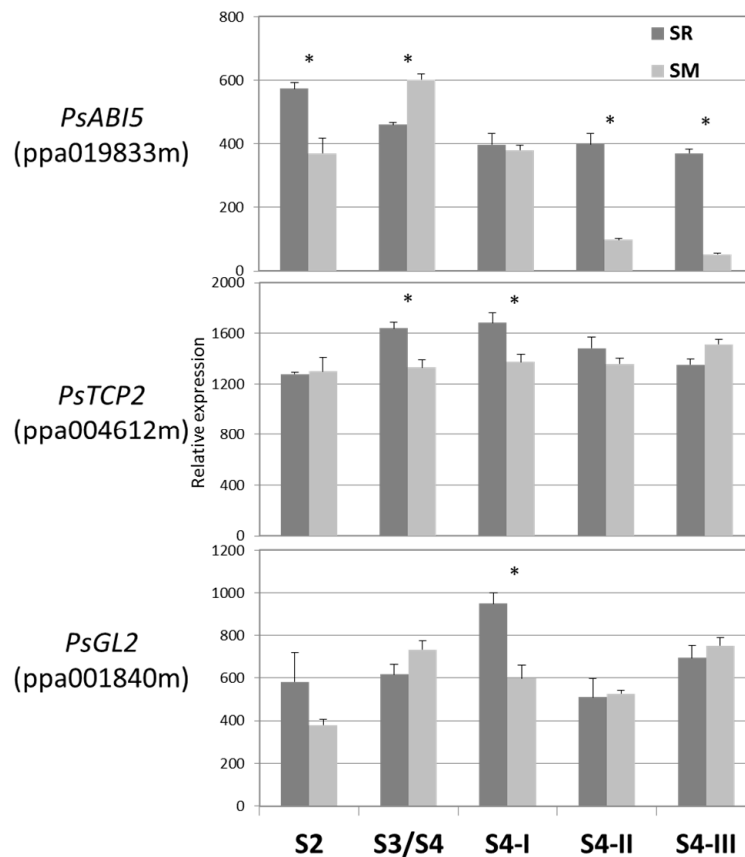 SR
SM
*
*
*
*
800
600
400
200
0
PsABI5
(ppa019833m)
*
*
2000
1600
1200
800
400
0
PsTCP2
(ppa004612m)
Relative expression
*
1200
1000
800
600
400
200
0
PsGL2
(ppa001840m)
S2 S3/S4 S4-I S4-II S4-III